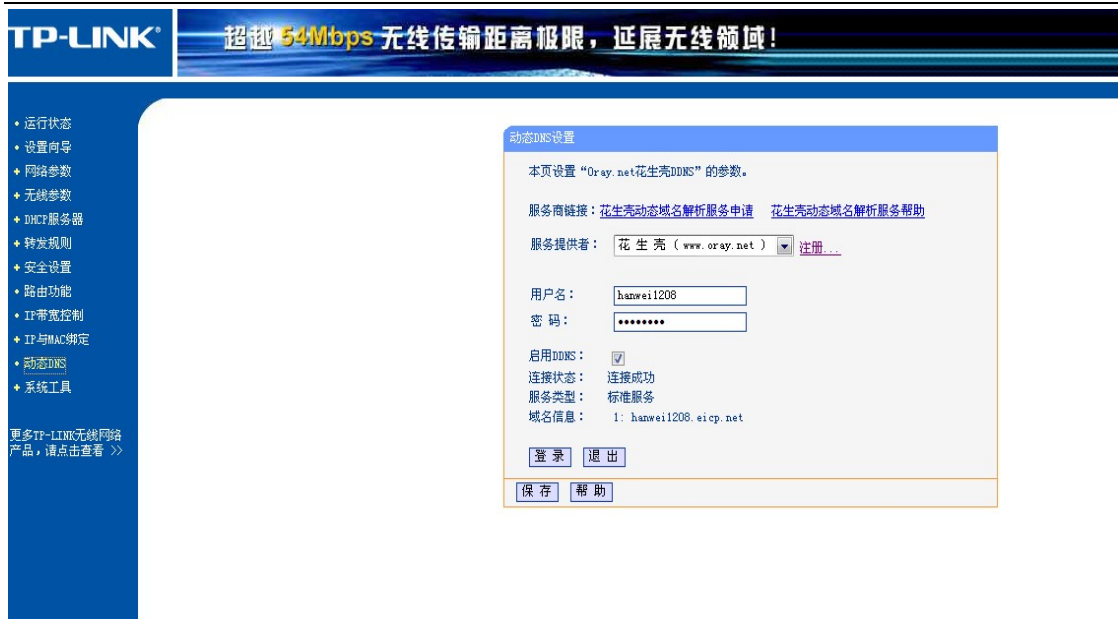 TP-LINK®
超越 54Mbps 无线传输距离极限，延展无线领域！
• 运行状态
• 设置向导
+ 网络参数
+ 无线参数
+ DHCP服务器
+ 转发规则
+ 安全设置
• 路由功能
• IP带宽控制
+ IP与MAC绑定
• 动态DNS
+ 系统工具
更多TP-LINK无线网络
产品，请点击查看 >>
动态DNS设置
本页设置“Oray.net花生壳DDNS”的参数。
服务商链接：花生壳动态域名解析服务申请 花生壳动态域名解析服务帮助
服务提供者： 花 生 壳 （ www.oray.net ） 注册...
用户名： hanwei1208
密 码： ••••••••
启用DDNS：
连接状态： 连接成功
服务类型： 标准服务
域名信息： 1: hanwei1208.eicp.net
登 录 退 出
保 存 帮 助